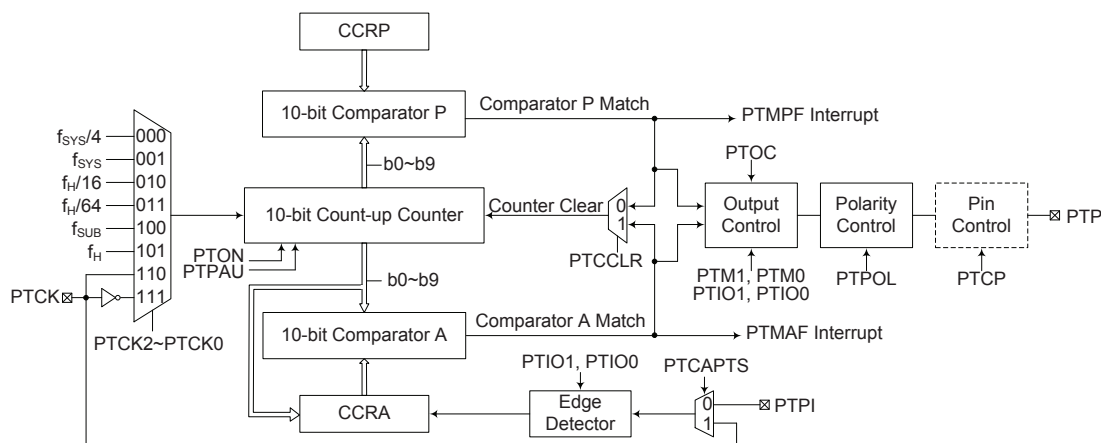 CCRP
10-bit Comparator P
Comparator P Match
PTMPF Interrupt
b0~b9
PTOC
fSYS/4
000
fSYS
001
fH/16
010
fH/64
011
fSUB
100
fH
101
110
111
PTCK
PTCK2~PTCK0
10-bit Count-up Counter
PTON
PTPAU
Counter Clear
0
1
PTCCLR
Output
Control
PTM1, PTM0
PTIO1, PTIO0
Polarity
Control
PTPOL
Pin
Control
PTCP
PTP
b0~b9
10-bit Comparator A
Comparator A Match
PTMAF Interrupt
CCRA
PTIO1, PTIO0
Edge
Detector
PTCAPTS
0
1
PTPI